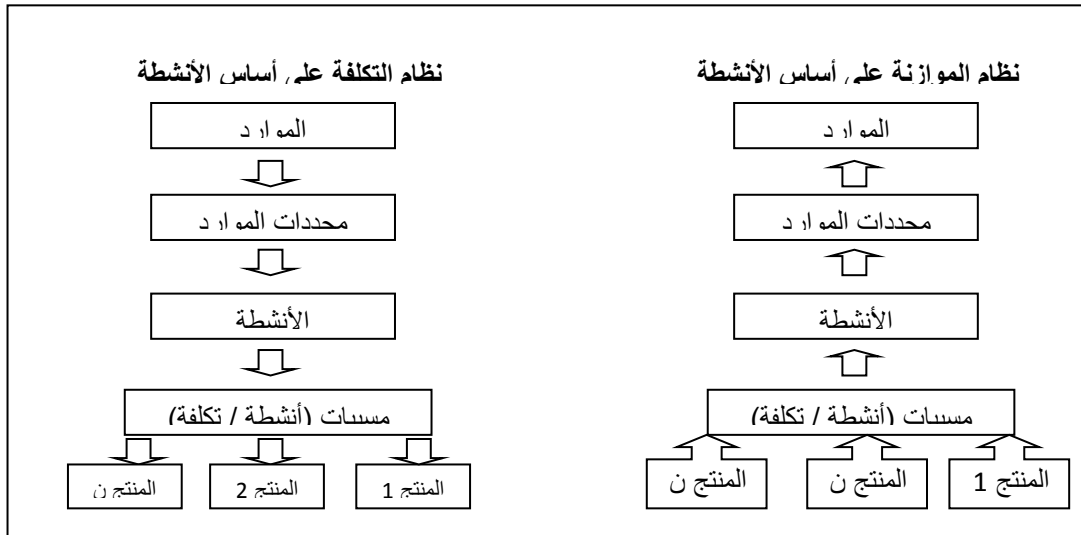 نظام الموازنة على أساس الأنشطة
الموارد
محددات الموارد
الأنشطة
مسببات (أنشطة / تكلفة)
المنتج 1
المنتج ن
المنتج ن
نظام التكلفة على أساس الأنشطة
الموارد
محددات الموارد
الأنشطة
مسببات (أنشطة / تكلفة)
المنتج 1
المنتج 2
المنتج ن